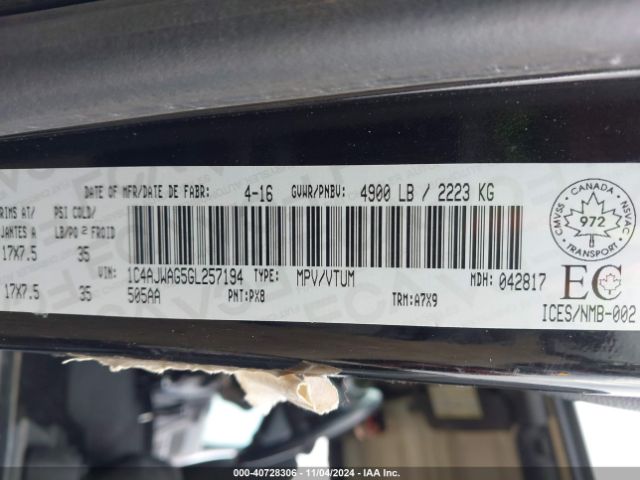 DATE OF MFR/DATE DE FABR: 4-16 GVWR/PNBV: 4900 LB / 2223 KG
RIMS AT/ PSI COLD/
JANTES A LB/PO 2 FROID
17X7.5 35
VIN: 1C4AJWAG5GL257194 TYPE: MPV/VTUM MDH: 042817
17X7.5 35 505AA PNT:PX8 TRM:A7X9
CANADA
CMVSS 972 NSVAC
EC
ICES/NMB-002
000-40728306 - 11/04/2024 - IAA Inc.